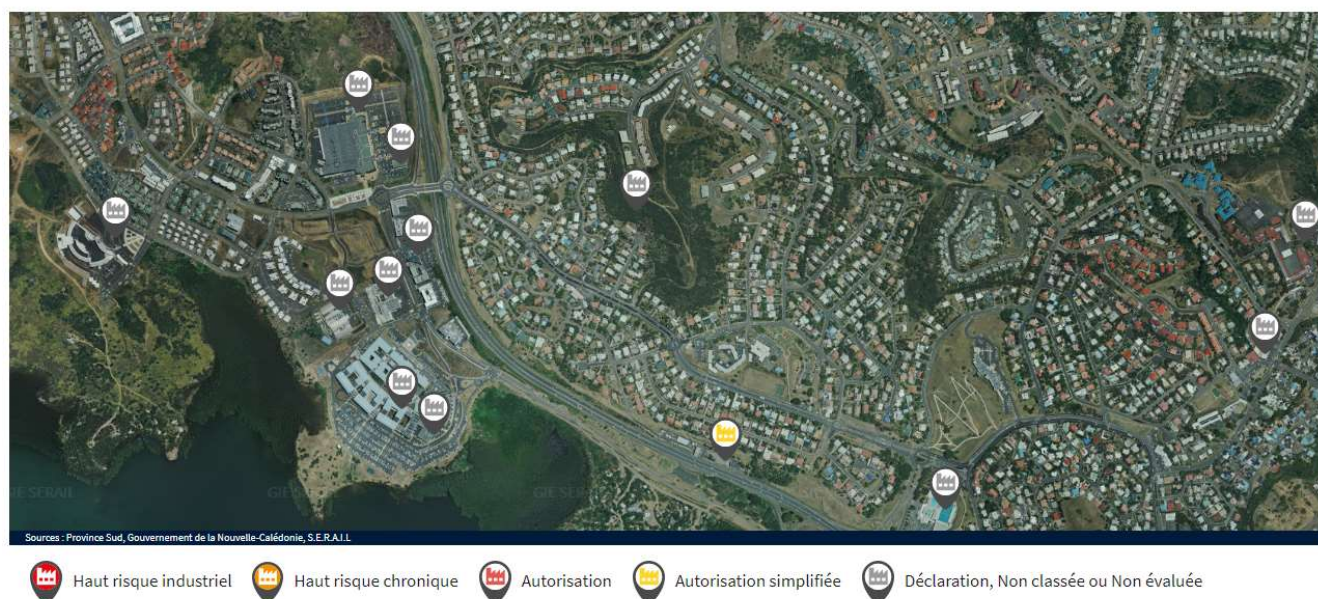 GIE SERAIL GIE SERAIL GIE SERAIL
Sources : Province Sud, Gouvernement de la Nouvelle-Calédonie, S.E.R.A.I.L
Haut risque industriel Haut risque chronique Autorisation Autorisation simplifiée Déclaration, Non classée ou Non évaluée